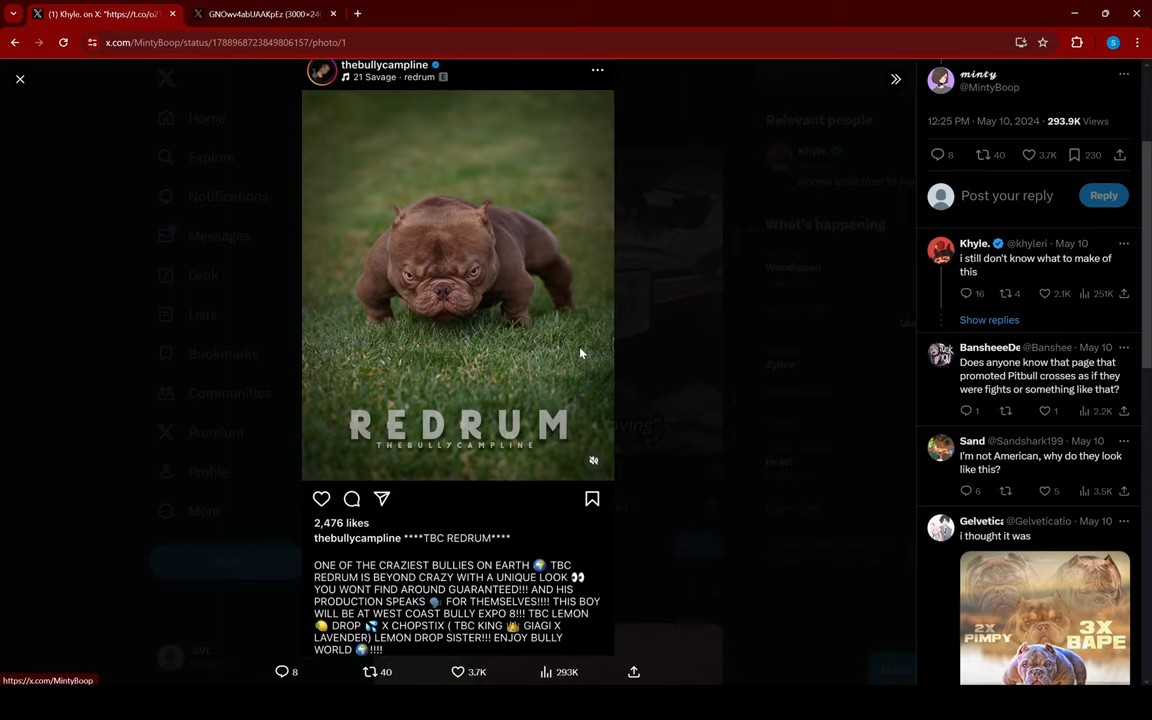 (1) Khyle. on X: "https://t.co/o2
GNOwv4abUAAKpEz (3000×24
x.com/MintyBoop/status/1788968723849806157/photo/1
S
thebullycampline
21 Savage · redrum E
REDRUM
THEBULLYCAMPLINE
2,476 likes
thebullycampline ****TBC REDRUM****
ONE OF THE CRAZIEST BULLIES ON EARTH 🌍 TBC
REDRUM IS BEYOND CRAZY WITH A UNIQUE LOOK 👀
YOU WONT FIND AROUND GUARANTEED!!! AND HIS
PRODUCTION SPEAKS 🗣️ FOR THEMSELVES!!!! THIS BOY
WILL BE AT WEST COAST BULLY EXPO 8!!! TBC LEMON
🍋 DROP 💦 X CHOPSTIX ( TBC KING 👑 GIAGI X
LAVENDER) LEMON DROP SISTER!!! ENJOY BULLY
WORLD 🌍!!!!
8
40
3.7K
293K
Home
Explore
Notifications
Messages
Grok
Lists
Bookmarks
Communities
Premium
Profile
More
Post
SVL
Relevant people
Khyle.
Normal artist from 10 yea
What's happening
Wendigoon
Zyllce
Israel
minty
@MintyBoop
12:25 PM · May 10, 2024 · 293.9K Views
8 40 3.7K 230
Post your reply
Reply
Khyle. @khyleri · May 10
i still don't know what to make of
this
16 4 2.1K 251K
Show replies
BansheeeDe @Banshee · May 10
Does anyone know that page that
promoted Pitbull crosses as if they
were fights or something like that?
1 1 2.2K
Sand @Sandshark199 · May 10
I'm not American, why do they look
like this?
6 5 3.5K
Gelvetica @Gelveticatio · May 10
i thought it was
2X
PIMPY
3X
BAPE
https://x.com/MintyBoop